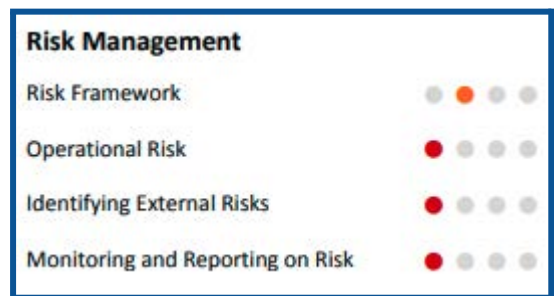 Risk Management
Risk Framework
Operational Risk
Identifying External Risks
Monitoring and Reporting on Risk